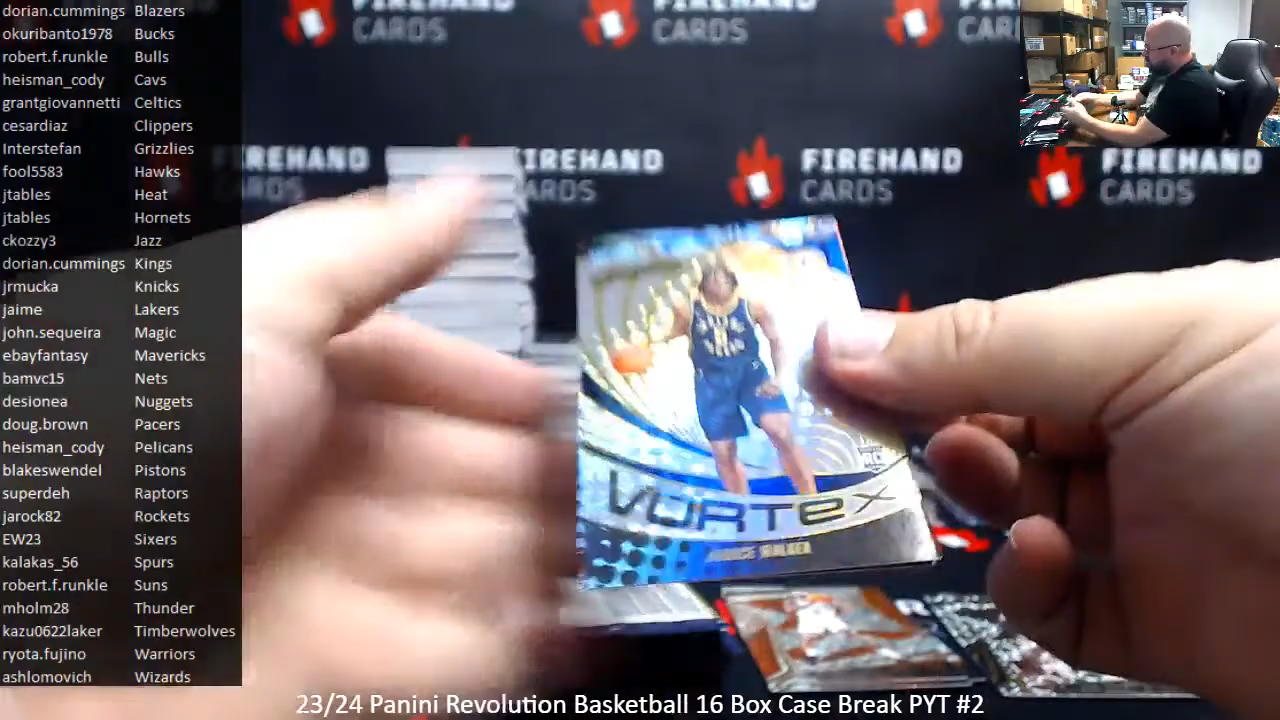 dorian.cummings Blazers
okuribanto1978 Bucks
robert.f.runkle Bulls
heisman_cody Cavs
grantgiovannetti Celtics
cesardiaz Clippers
Interstefan Grizzlies
fool5583 Hawks
jtables Heat
jtables Hornets
ckozzy3 Jazz
dorian.cummings Kings
jrmucka Knicks
jaime Lakers
john.sequeira Magic
ebayfantasy Mavericks
bamvc15 Nets
desionea Nuggets
doug.brown Pacers
heisman_cody Pelicans
blakeswendel Pistons
superdeh Raptors
jarock82 Rockets
EW23 Sixers
kalakas_56 Spurs
robert.f.runkle Suns
mholm28 Thunder
kazu0622laker Timberwolves
ryota.fujino Warriors
ashlomovich Wizards
FIREHAND
CARDS
FIREHAND
CARDS
FIREHAND
CARDS
FIREHAND
CARDS
FIREHAND
CARDS
FIREHAND
CARDS
VORTEX
WALKER
23/24 Panini Revolution Basketball 16 Box Case Break PYT #2